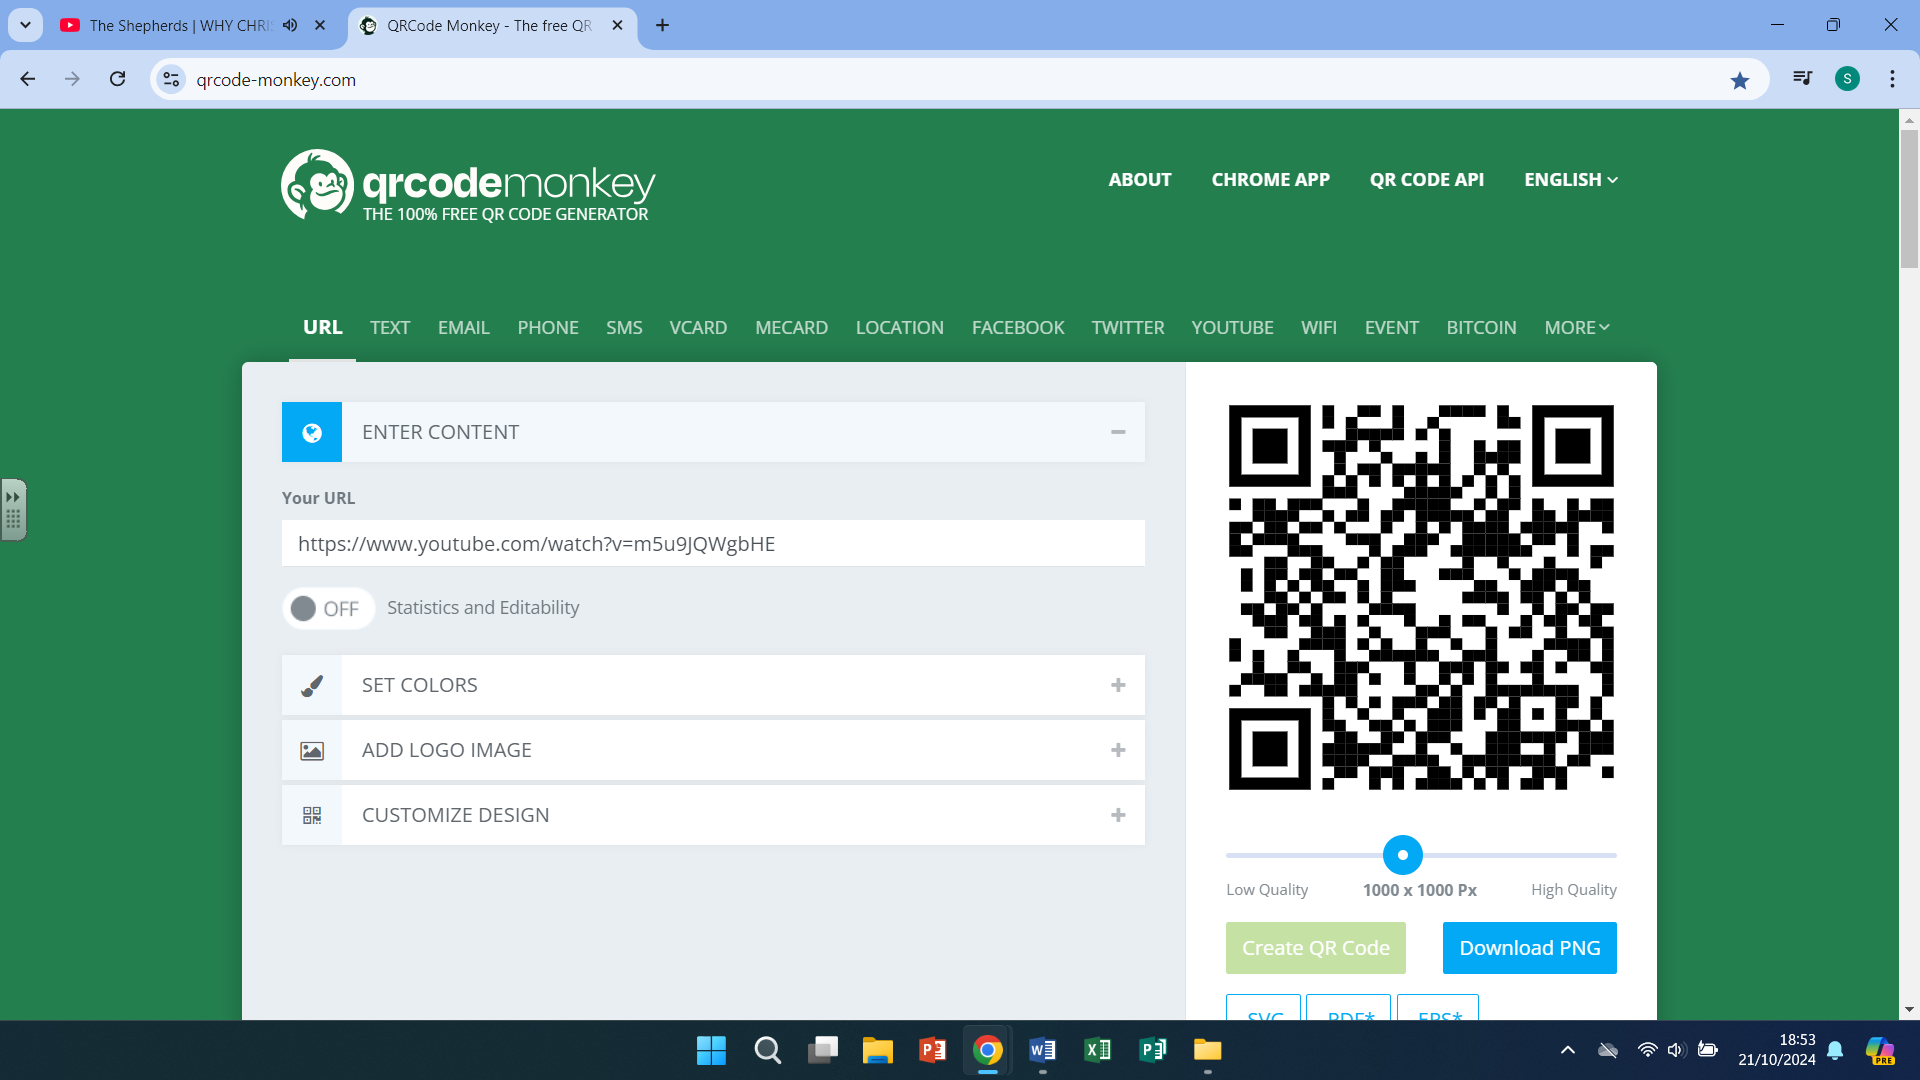 The Shepherds | WHY CHRI
QRCode Monkey - The free QR
qrcode-monkey.com
S
qrcodemonkey
THE 100% FREE QR CODE GENERATOR
ABOUT CHROME APP QR CODE API ENGLISH
URL TEXT EMAIL PHONE SMS VCARD MECARD LOCATION FACEBOOK TWITTER YOUTUBE WIFI EVENT BITCOIN MORE
ENTER CONTENT
Your URL
https://www.youtube.com/watch?v=m5u9JQWgbHE
OFF Statistics and Editability
SET COLORS
ADD LOGO IMAGE
CUSTOMIZE DESIGN
Low Quality 1000 x 1000 Px High Quality
Create QR Code Download PNG
SVG PDF* EPS*
18:53
21/10/2024
PRE